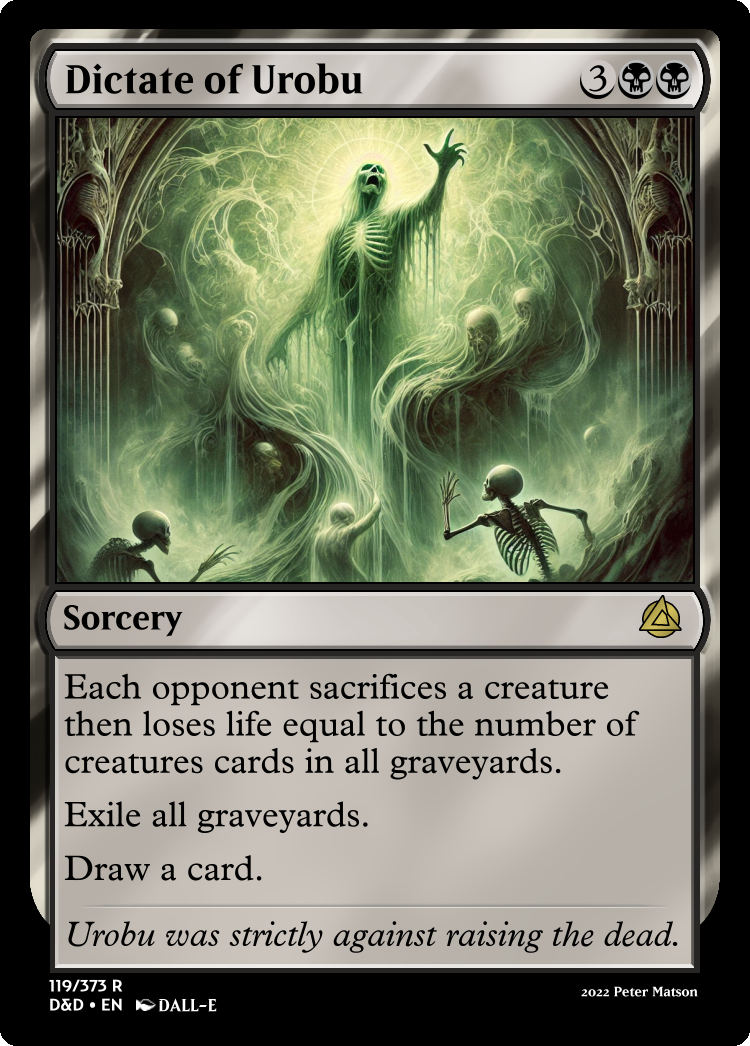 Dictate of Urobu 3
Sorcery
Each opponent sacrifices a creature
then loses life equal to the number of
creatures cards in all graveyards.
Exile all graveyards.
Draw a card.
Urobu was strictly against raising the dead.
119/373 R
D&D • EN DALL-E
2022 Peter Matson